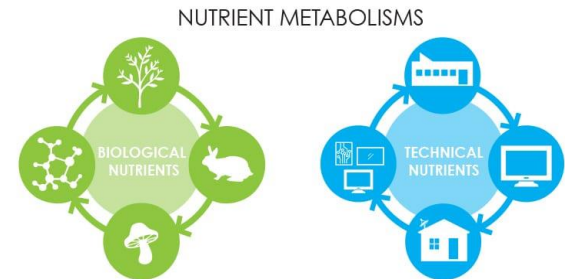 NUTRIENT METABOLISMS
BIOLOGICAL
NUTRIENTS
TECHNICAL
NUTRIENTS